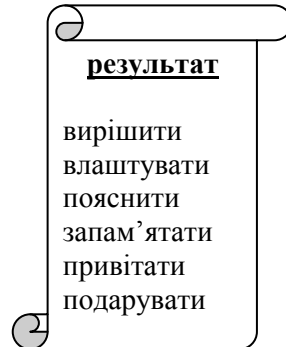 результат
вирішити
влаштувати
пояснити
запам’ятати
привітати
подарувати